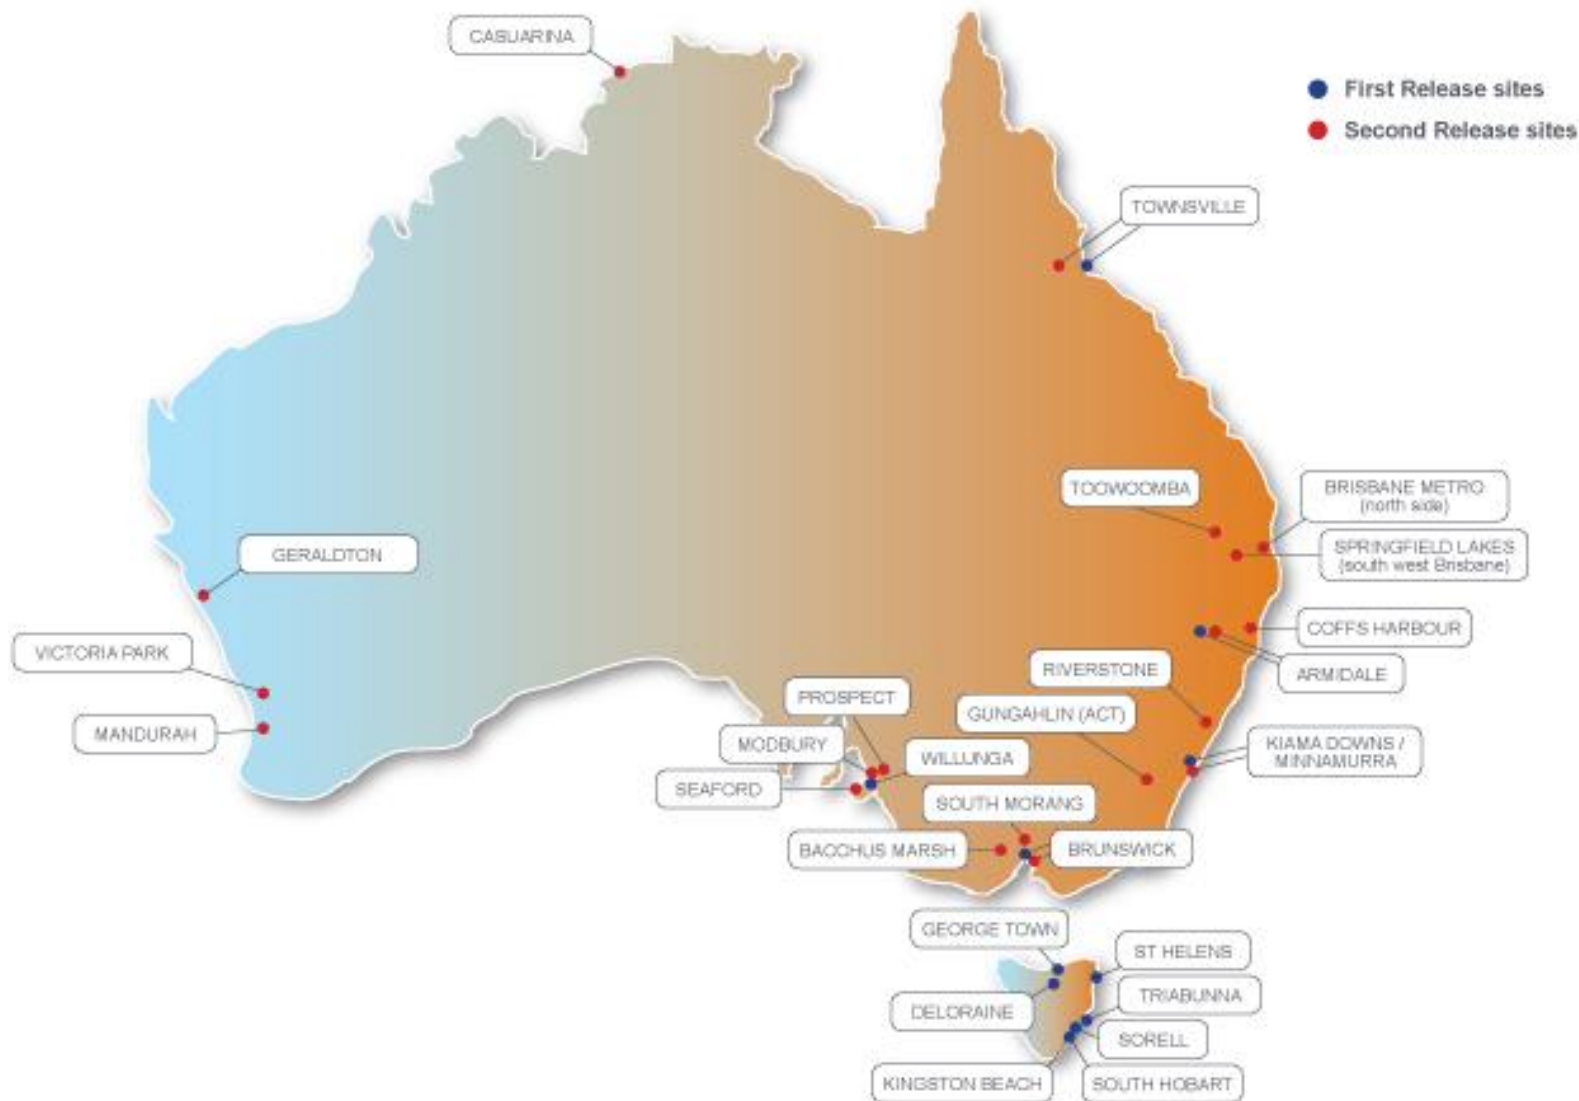 CASUARINA
First Release sites
Second Release sites
TOWNSVILLE
TOOWOOMBA
BRISBANE METRO
(north side)
SPRINGFIELD LAKES
(south west Brisbane)
GERALDTON
COFFS HARBOUR
VICTORIA PARK
RIVERSTONE
ARMIDALE
PROSPECT
GUNGAHLIN (ACT)
MANDURAH
MODBURY
WILLUNGA
KIAMA DOWNS /
MINNAMURRA
SEAFORD
SOUTH MORANG
BACCHUS MARSH
BRUNSWICK
GEORGE TOWN
ST HELENS
DELORAINE
TRIABUNNA
SORELL
KINGSTON BEACH
SOUTH HOBART